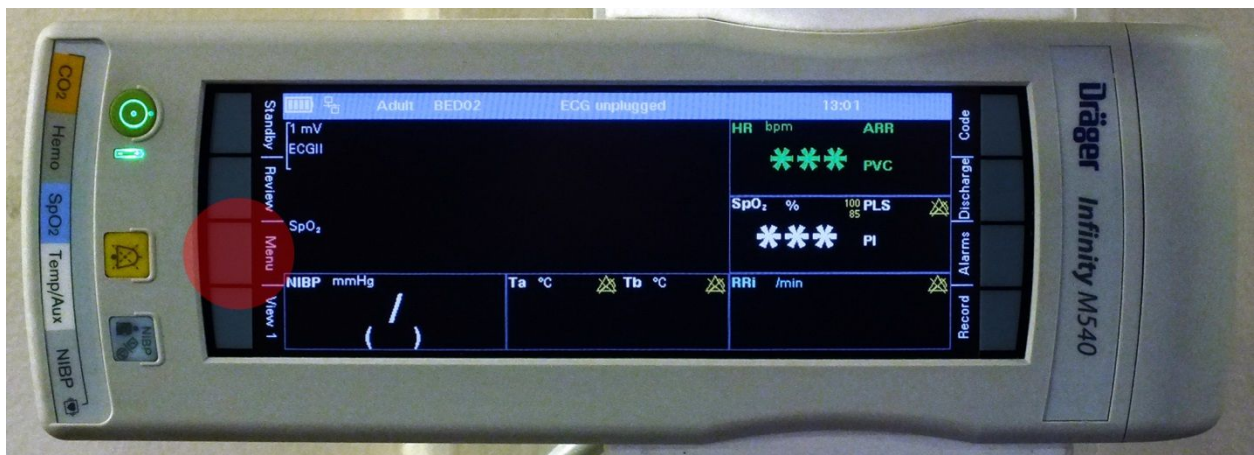 CO₂
Hemo
SpO₂
Temp/Aux
NIBP
NIBP
Standby
Review
Menu
View 1
Adult BED02 ECG unplugged 13:01
1 mV
ECGII
SpO₂
HR bpm ARR
*** PVC
SpO₂ % 100 85 PLS
*** PI
NIBP mmHg
/
( )
Ta °C
Tb °C
RRi /min
Code
Discharge
Alarms
Record
Dräger Infinity M540